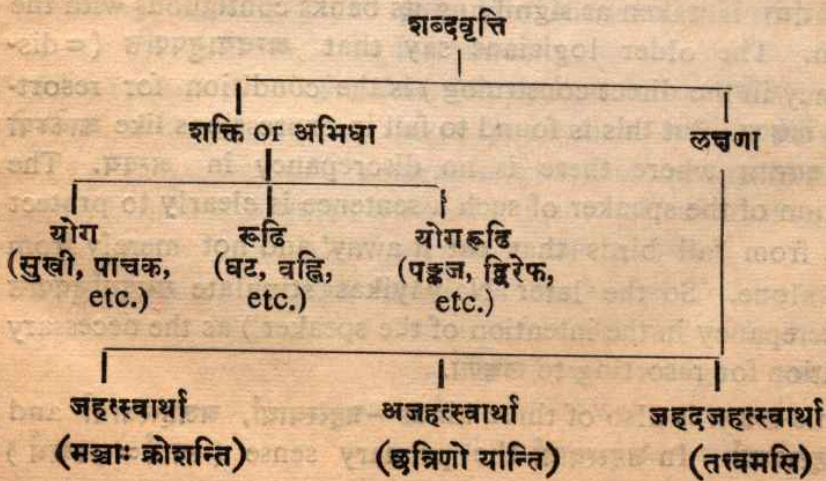 शब्दवृत्ति
शक्ति or अभिधा
लक्षणा
योग रूढि योगरूढि
(सुखी, पाचक, (घट, वह्नि, (पङ्कज, द्विरेफ,
etc.) etc.) etc.)
जहत्स्वार्था अजहत्स्वार्था जहदजहत्स्वार्था
(मञ्चाः क्रोशन्ति) (छत्रिणो यान्ति) (तत्त्वमसि)